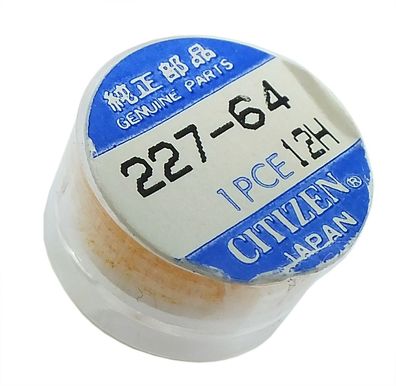 純正部品
GENUINE PARTS
227-64
1PCE 12H
CITIZEN®
JAPAN